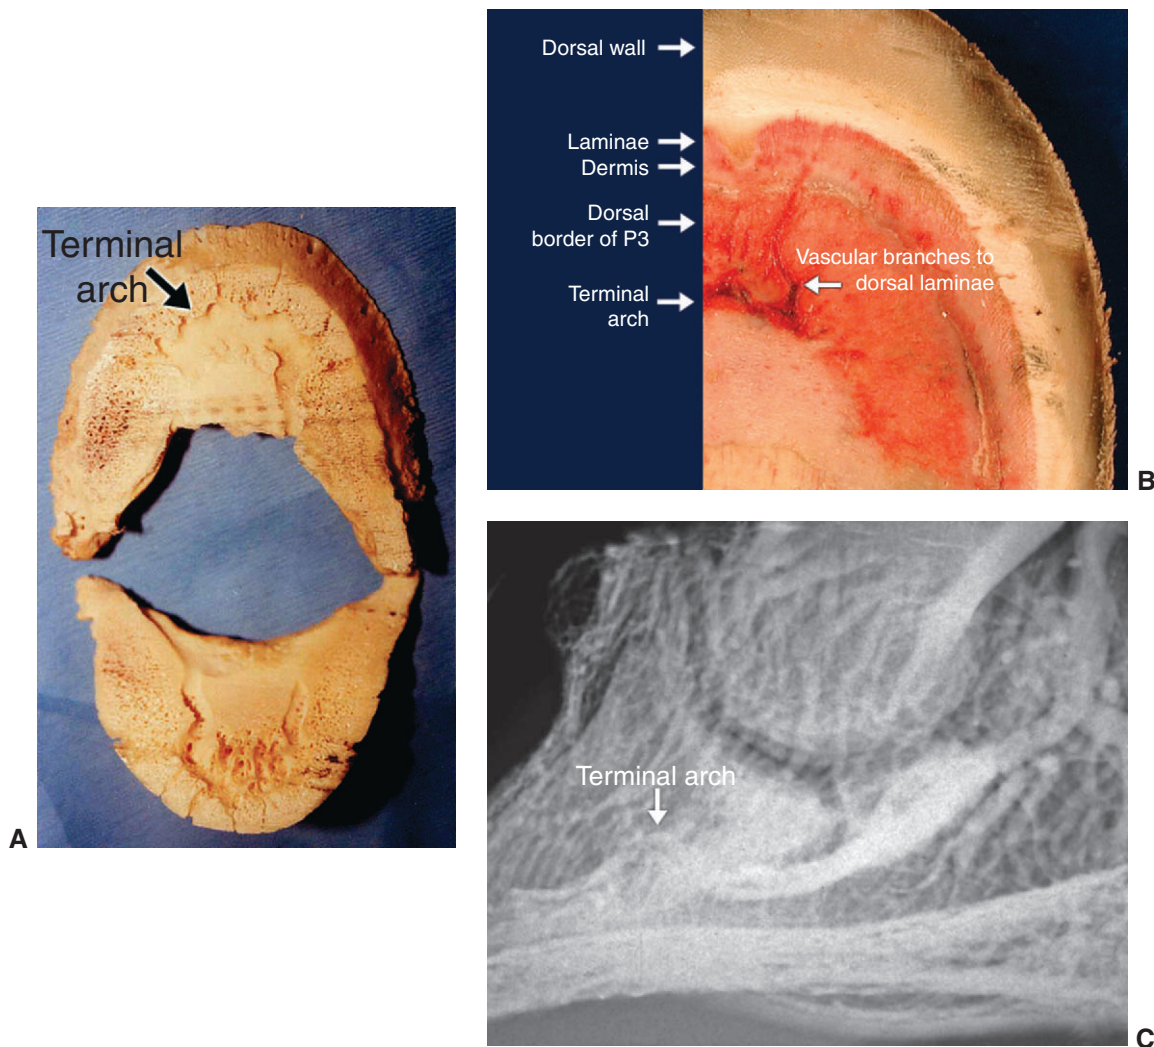 Terminal
arch
A
Dorsal wall
Laminae
Dermis
Dorsal
border of P3
Terminal
arch
Vascular branches to
dorsal laminae
B
Terminal arch
C